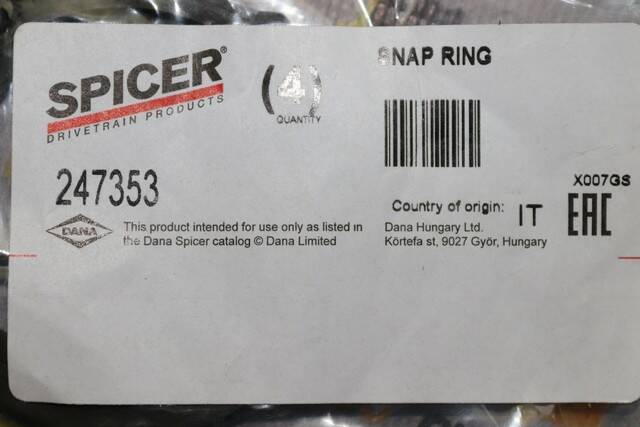 SPICER®
DRIVETRAIN PRODUCTS
(4)
QUANTITY
SNAP RING
247353
X007GS
Country of origin: IT
EAC
DANA
This product intended for use only as listed in
the Dana Spicer catalog © Dana Limited
Dana Hungary Ltd.
Körtefa st, 9027 Győr, Hungary